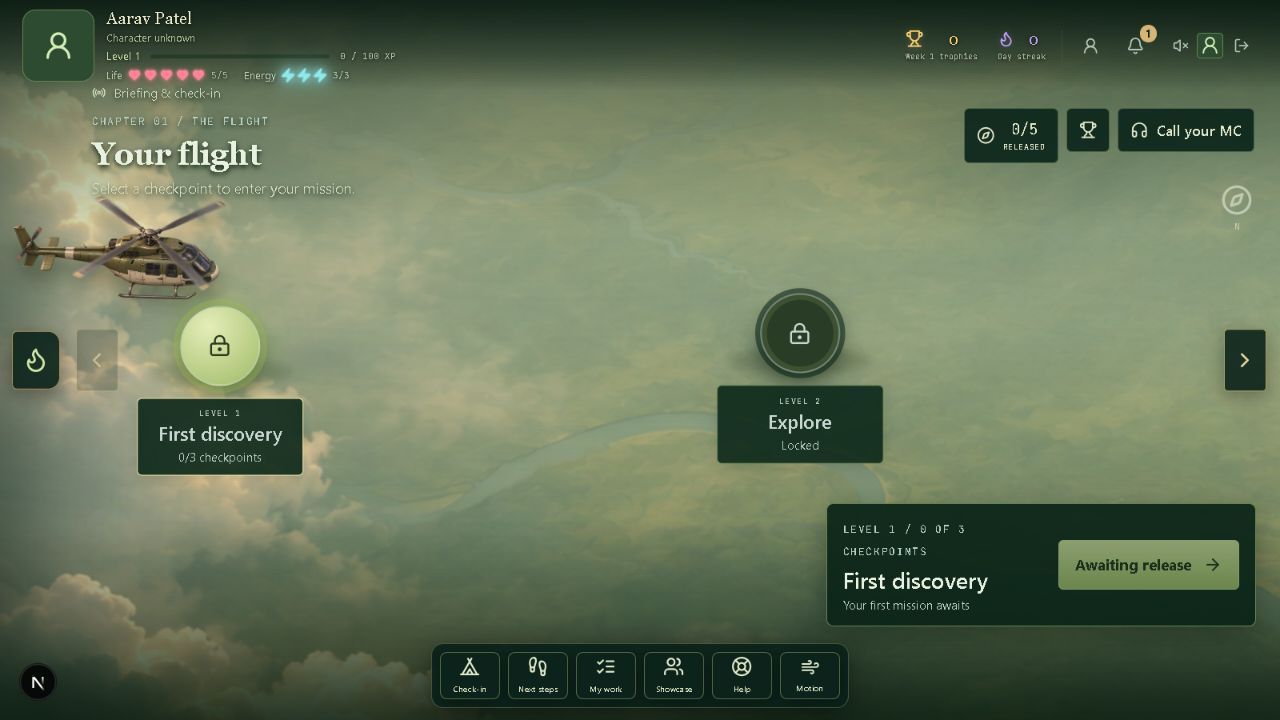 Aarav Patel
Character unknown
Level 1
0 / 100 XP
Life
5/5
Energy
3/3
0
Week 1 trophies
0
Day streak
1
Briefing & check-in
CHAPTER 01 / THE FLIGHT
Your flight
Select a checkpoint to enter your mission.
0/5
RELEASED
Call your MC
N
LEVEL 1
First discovery
0/3 checkpoints
LEVEL 2
Explore
Locked
LEVEL 1 / 0 OF 3
CHECKPOINTS
First discovery
Your first mission awaits
Awaiting release
Check-in
Next steps
My work
Showcase
Help
Motion
N